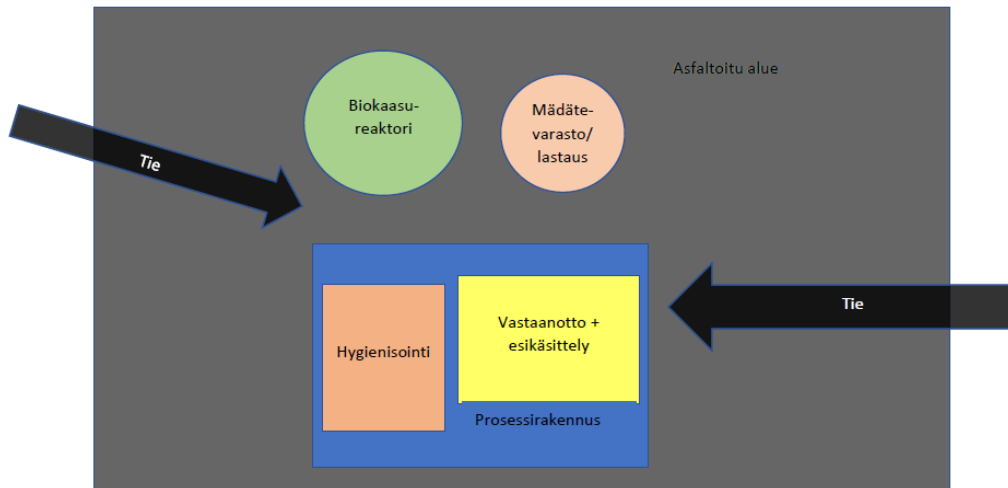 Asfaltoitu alue
Biokaasu-
reaktori
Mädäte-
varasto/
lastaus
Tie
Tie
Vastaanotto +
esikäsittely
Hygienisointi
Prosessirakennus